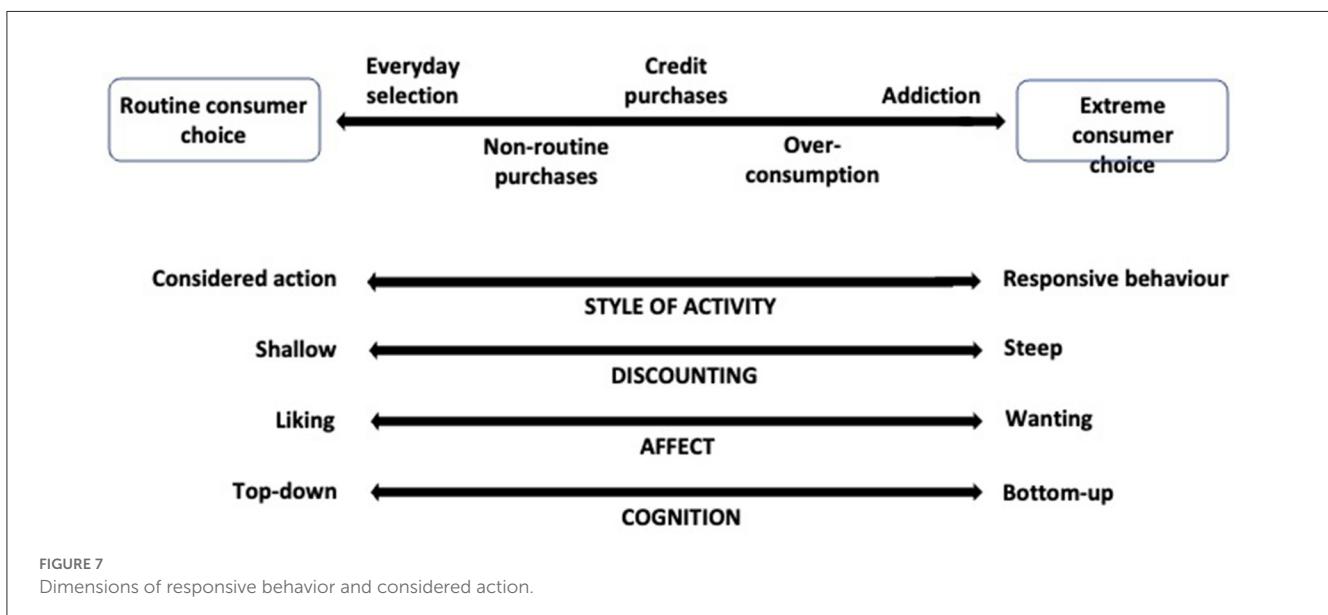 Everyday
selection
Credit
purchases
Addiction
Routine consumer
choice
Extreme
consumer
choice
Non-routine
purchases
Over-
consumption
Considered action
Responsive behaviour
STYLE OF ACTIVITY
Shallow
Steep
DISCOUNTING
Liking
Wanting
AFFECT
Top-down
Bottom-up
COGNITION
FIGURE 7
Dimensions of responsive behavior and considered action.